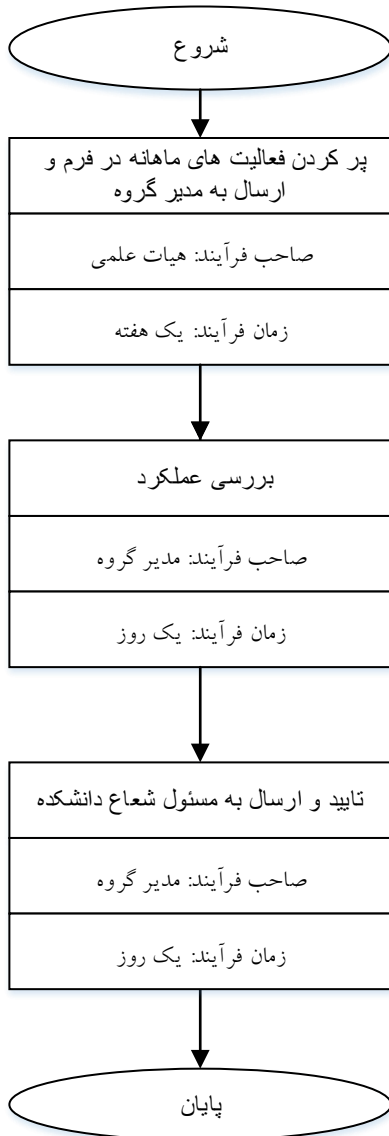 شروع
پر کردن فعالیت های ماهانه در فرم و
ارسال به مدیر گروه
صاحب فرآیند: هیات علمی
زمان فرآیند: یک هفته
بررسی عملکرد
صاحب فرآیند: مدیر گروه
زمان فرآیند: یک روز
تایید و ارسال به مسئول شعاع دانشکده
صاحب فرآیند: مدیر گروه
زمان فرآیند: یک روز
پایان